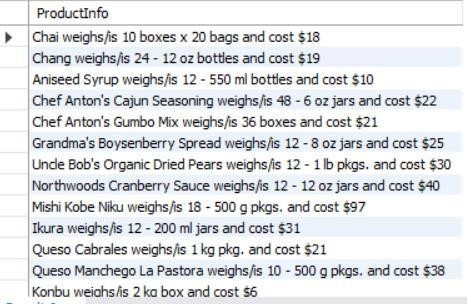 ProductInfo
Chai weighs/is 10 boxes x 20 bags and cost $18
Chang weighs/is 24 - 12 oz bottles and cost $19
Aniseed Syrup weighs/is 12 - 550 ml bottles and cost $10
Chef Anton's Cajun Seasoning weighs/is 48 - 6 oz jars and cost $22
Chef Anton's Gumbo Mix weighs/is 36 boxes and cost $21
Grandma's Boysenberry Spread weighs/is 12 - 8 oz jars and cost $25
Uncle Bob's Organic Dried Pears weighs/is 12 - 1 lb pkgs. and cost $30
Northwoods Cranberry Sauce weighs/is 12 - 12 oz jars and cost $40
Mishi Kobe Niku weighs/is 18 - 500 g pkgs. and cost $97
Ikura weighs/is 12 - 200 ml jars and cost $31
Queso Cabrales weighs/is 1 kg pkg. and cost $21
Queso Manchego La Pastora weighs/is 10 - 500 g pkgs. and cost $38
Konbu weighs/is 2 kg box and cost $6